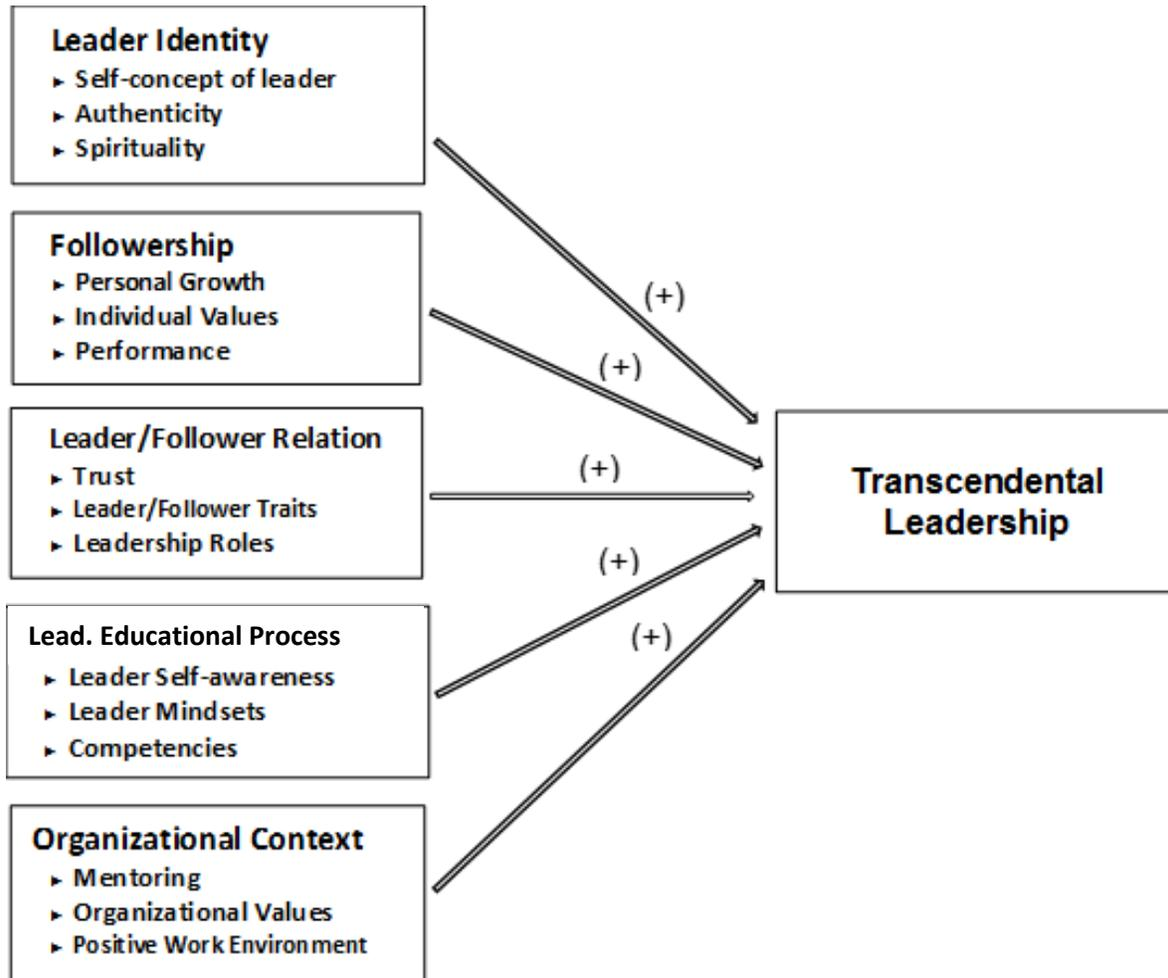 Leader Identity
► Self-concept of leader
► Authenticity
► Spirituality
(+)
Followership
► Personal Growth
► Individual Values
► Performance
(+)
Leader/Follower Relation
► Trust
► Leader/Follower Traits
► Leadership Roles
(+)
Lead. Educational Process
► Leader Self-awareness
► Leader Mindsets
► Competencies
(+)
Organizational Context
► Mentoring
► Organizational Values
► Positive Work Environment
(+)
Transcendental
Leadership